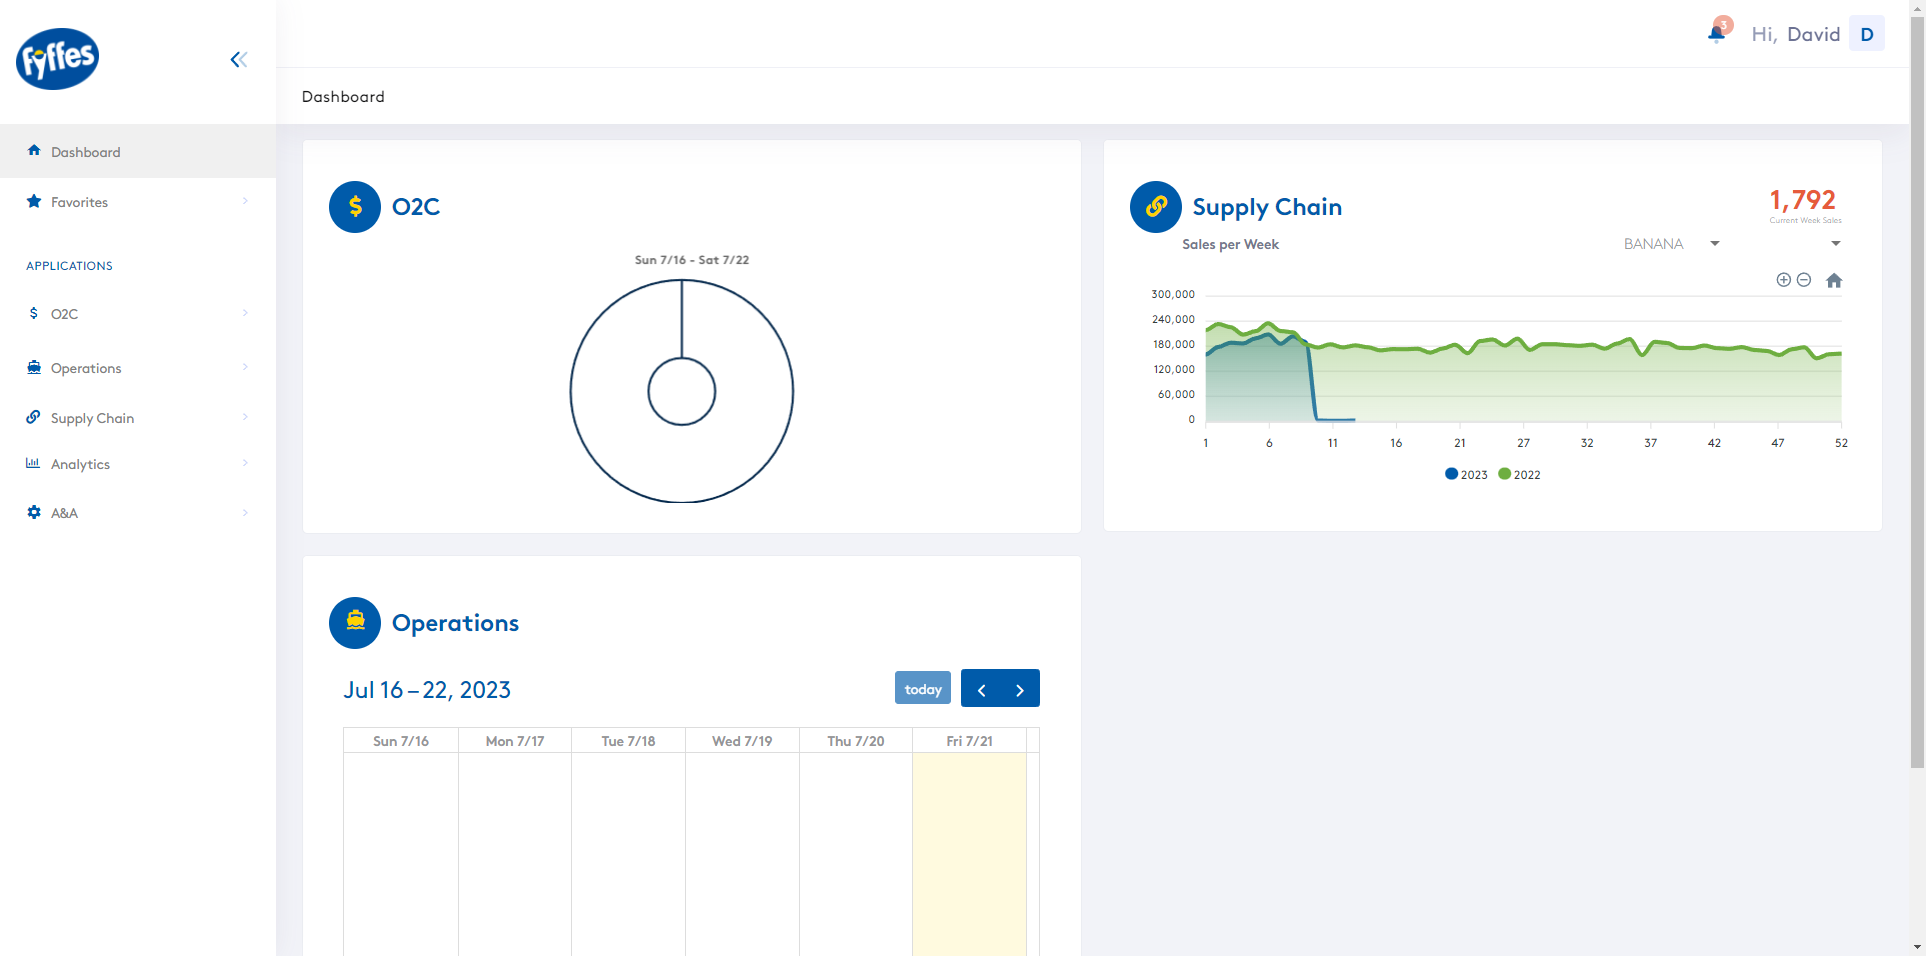 fyffes
3
Hi, David D
Dashboard
Dashboard
Favorites
APPLICATIONS
O2C
Operations
Supply Chain
Analytics
A&A
$ O2C
Sun 7/16 - Sat 7/22
Supply Chain
1,792
Current Week Sales
Sales per Week
BANANA
300,000
240,000
180,000
120,000
60,000
0
1 6 11 16 21 27 32 37 42 47 52
2023 2022
Operations
Jul 16 – 22, 2023
today
Sun 7/16 Mon 7/17 Tue 7/18 Wed 7/19 Thu 7/20 Fri 7/21